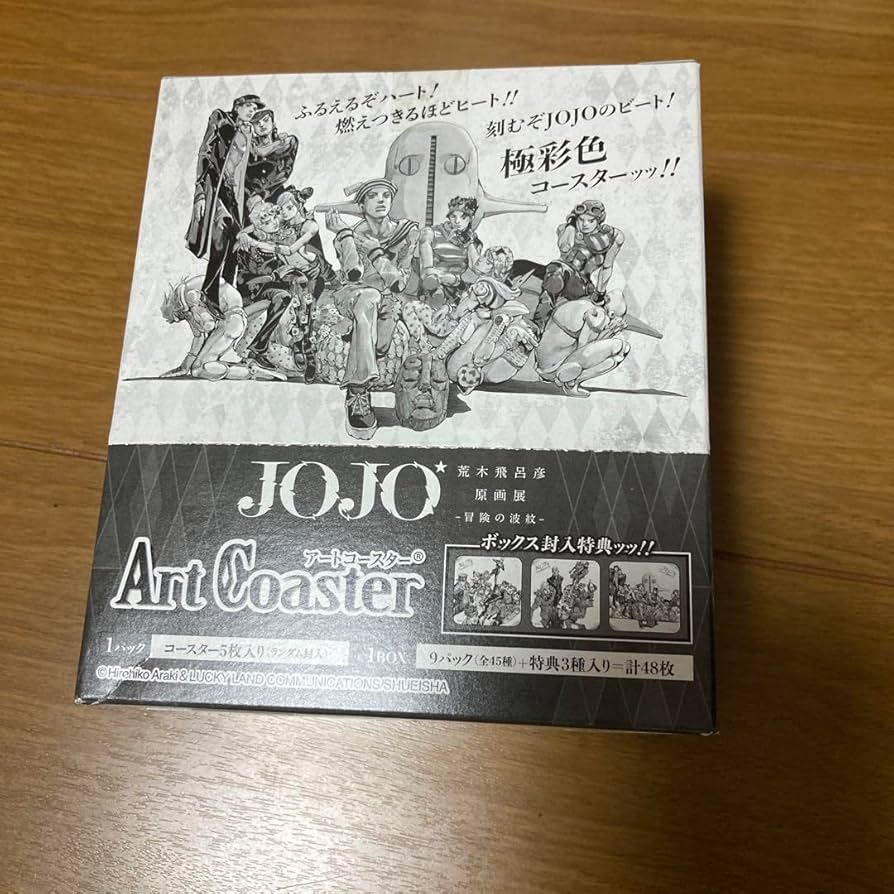 ふるえるぞハート!
燃えつきるほどヒート!!
刻むぞJOJOのビート!
極彩色
コースターッッ!!
JOJO
荒木飛呂彦
原画展
-冒険の波紋-
アートコースター®
Art Coaster
ボックス封入特典ッッ!!
1パック コースター5枚入り(ランダム封入) 1BOX 9パック(全45種)+特典3種入り=計48枚
©Hirohiko Araki & LUCKY LAND COMMUNICATIONS/SHUEISHA